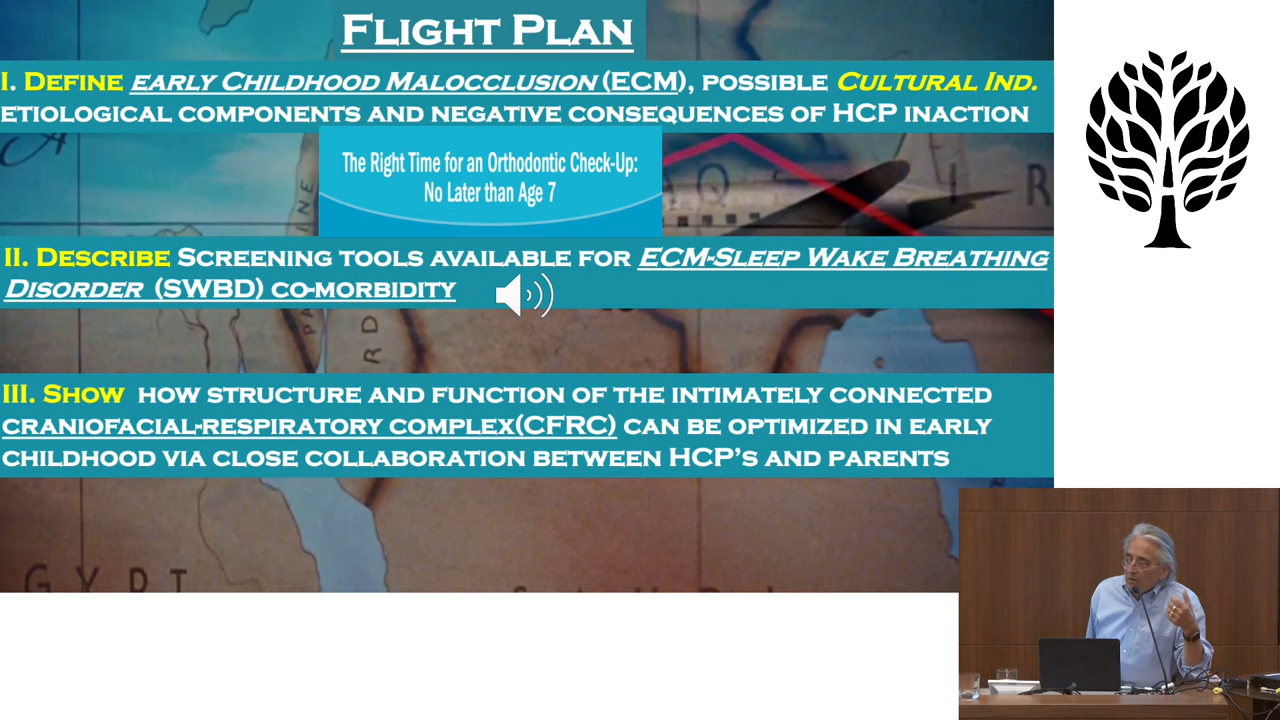 FLIGHT PLAN
I. DEFINE EARLY CHILDHOOD MALOCCLUSION (ECM), POSSIBLE CULTURAL IND.
ETIOLOGICAL COMPONENTS AND NEGATIVE CONSEQUENCES OF HCP INACTION
The Right Time for an Orthodontic Check-Up:
No Later than Age 7
II. DESCRIBE SCREENING TOOLS AVAILABLE FOR ECM-SLEEP WAKE BREATHING
DISORDER (SWBD) CO-MORBIDITY
III. SHOW HOW STRUCTURE AND FUNCTION OF THE INTIMATELY CONNECTED
CRANIOFACIAL-RESPIRATORY COMPLEX(CFRC) CAN BE OPTIMIZED IN EARLY
CHILDHOOD VIA CLOSE COLLABORATION BETWEEN HCP'S AND PARENTS